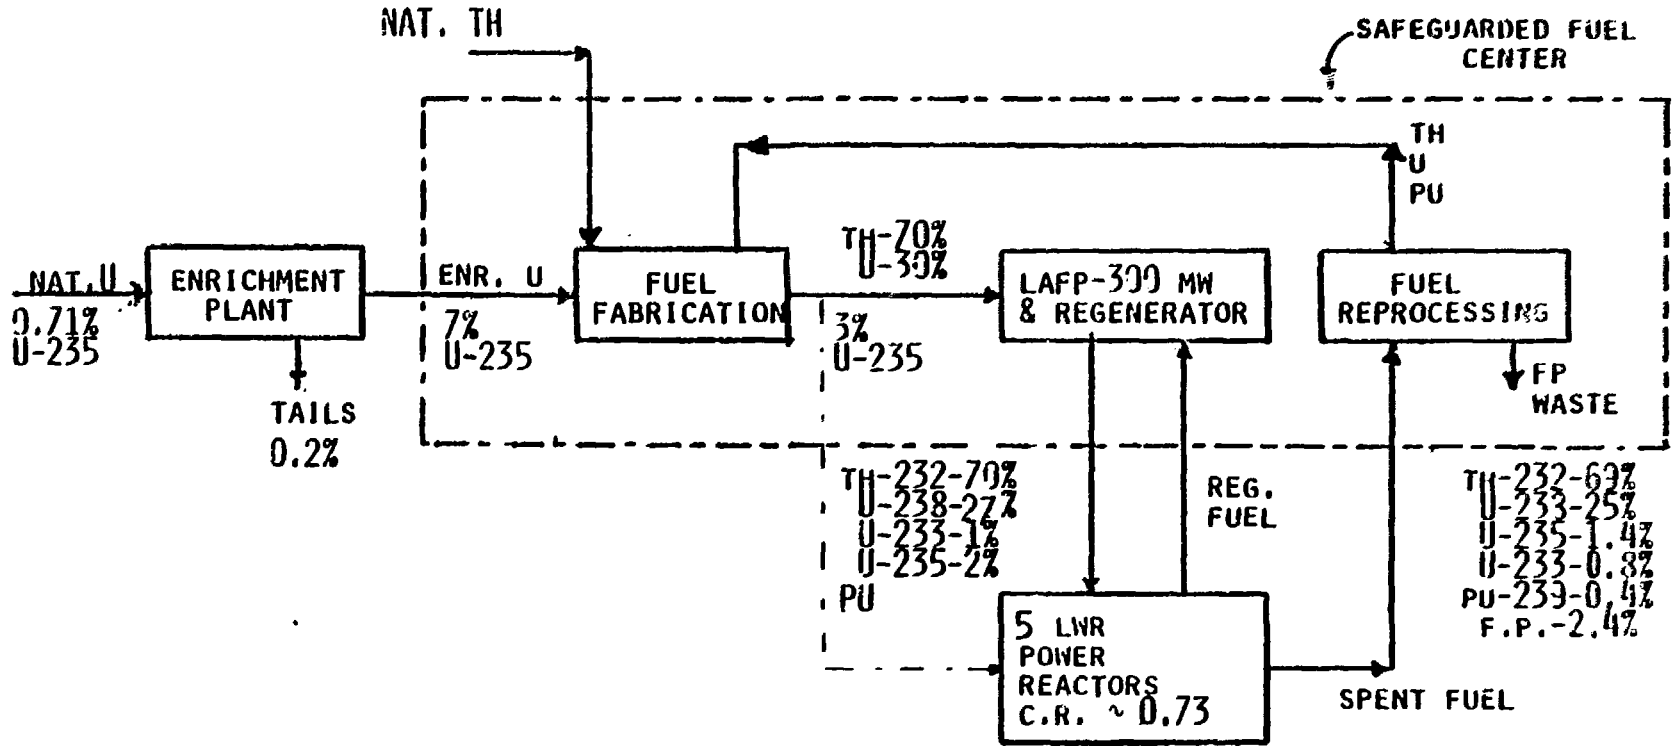 NAT. TH
SAFEGUARDED FUEL
CENTER
TH
U
PU
NAT.U
0.71%
U-235
ENRICHMENT
PLANT
TAILS
0.2%
ENR. U
7%
U-235
FUEL
FABRICATION
TH-70%
U-30%
3%
U-235
LAFP-300 MW
& REGENERATOR
FUEL
REPROCESSING
FP
WASTE
TH-232-70%
U-238-27%
U-233-1%
U-235-2%
PU
REG.
FUEL
TH-232-69%
U-233-25%
U-235-1.4%
U-233-0.8%
PU-239-0.4%
F.P.-2.4%
5 LWR
POWER
REACTORS
C.R. ~ 0.73
SPENT FUEL